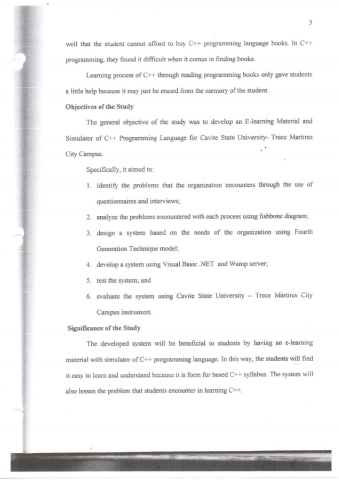 3
well that the student cannot afford to buy C++ programming language books. In C++
programming, they found it difficult when it comes in finding books.
Learning process of C++ through reading programming books only gave students
a little help because it may just be erased from the memory of the student.
Objectives of the Study
The general objective of the study was to develop an E-learning Material and
Simulator of C++ Programming Language for Cavite State University- Trece Martires
City Campus.
Specifically, it aimed to:
1. identify the problems that the organization encounters through the use of
questionnaires and interviews;
2. analyze the problems encountered with each process using fishbone diagram;
3. design a system based on the needs of the organization using Fourth
Generation Technique model;
4. develop a system using Visual Basic .NET and Wamp server;
5. test the system; and
6. evaluate the system using Cavite State University – Trece Martires City
Campus instrument.
Significance of the Study
The developed system will be beneficial to students by having an e-learning
material with simulator of C++ programming language. In this way, the students will find
it easy to learn and understand because it is form for based C++ syllabus. The system will
also lessen the problem that students encounter in learning C++.